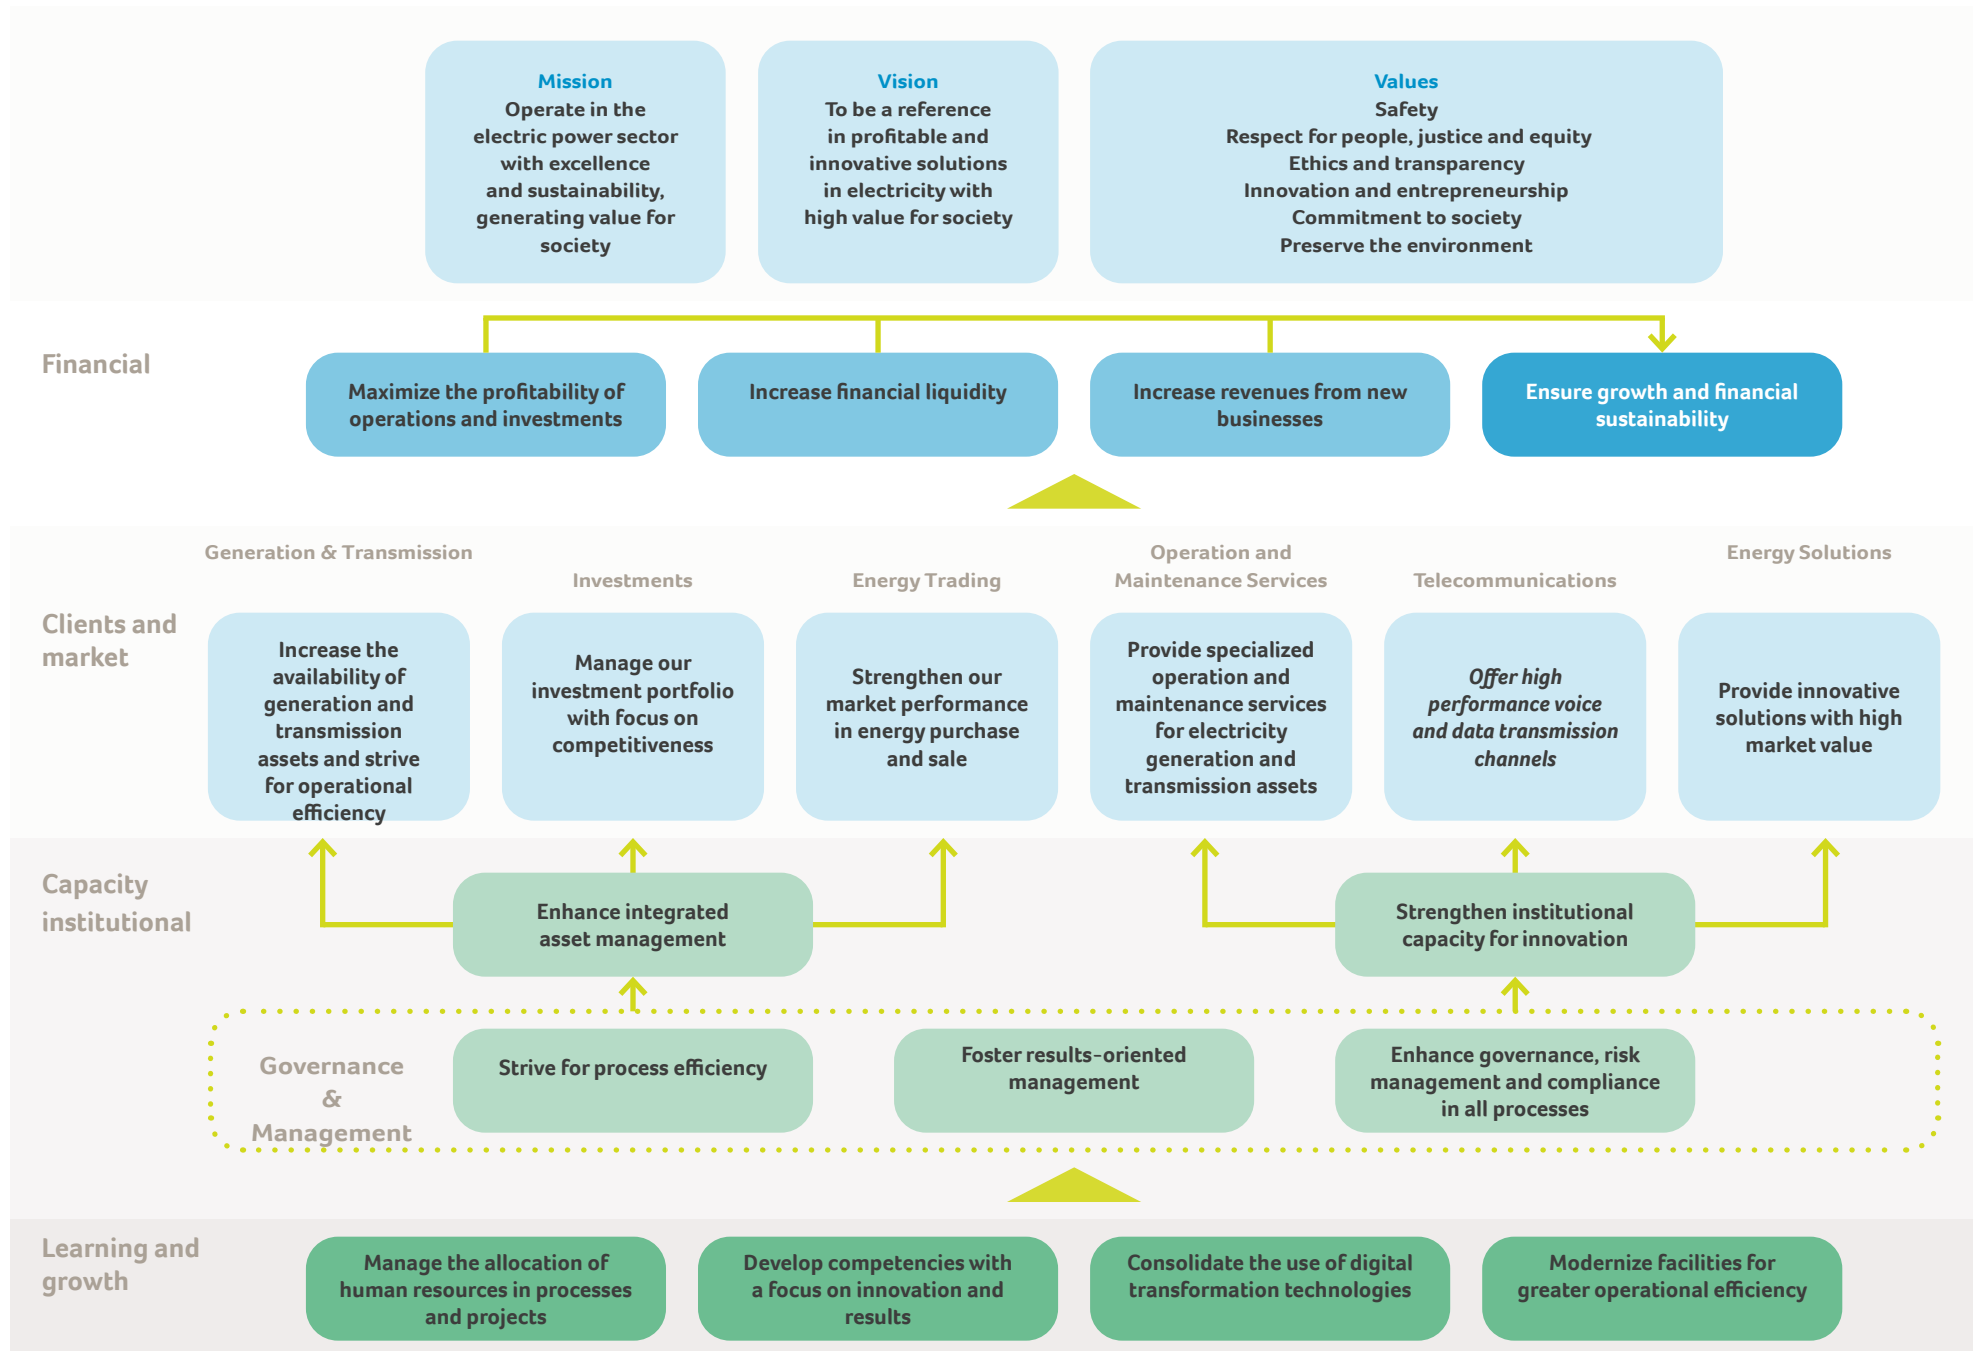 Mission
Operate in the
electric power sector
with excellence
and sustainability,
generating value for
society
Vision
To be a reference
in profitable and
innovative solutions
in electricity with
high value for society
Values
Safety
Respect for people, justice and equity
Ethics and transparency
Innovation and entrepreneurship
Commitment to society
Preserve the environment
Financial
Maximize the profitability of
operations and investments
Increase financial liquidity
Increase revenues from new
businesses
Ensure growth and financial
sustainability
Clients and
market
Generation & Transmission
Increase the
availability of
generation and
transmission
assets and strive
for operational
efficiency
Investments
Manage our
investment portfolio
with focus on
competitiveness
Energy Trading
Strengthen our
market performance
in energy purchase
and sale
Operation and
Maintenance Services
Provide specialized
operation and
maintenance services
for electricity
generation and
transmission assets
Telecommunications
Offer high
performance voice
and data transmission
channels
Energy Solutions
Provide innovative
solutions with high
market value
Capacity
institutional
Enhance integrated
asset management
Strengthen institutional
capacity for innovation
Governance
&
Management
Strive for process efficiency
Foster results-oriented
management
Enhance governance, risk
management and compliance
in all processes
Learning and
growth
Manage the allocation of
human resources in processes
and projects
Develop competencies with
a focus on innovation and
results
Consolidate the use of digital
transformation technologies
Modernize facilities for
greater operational efficiency